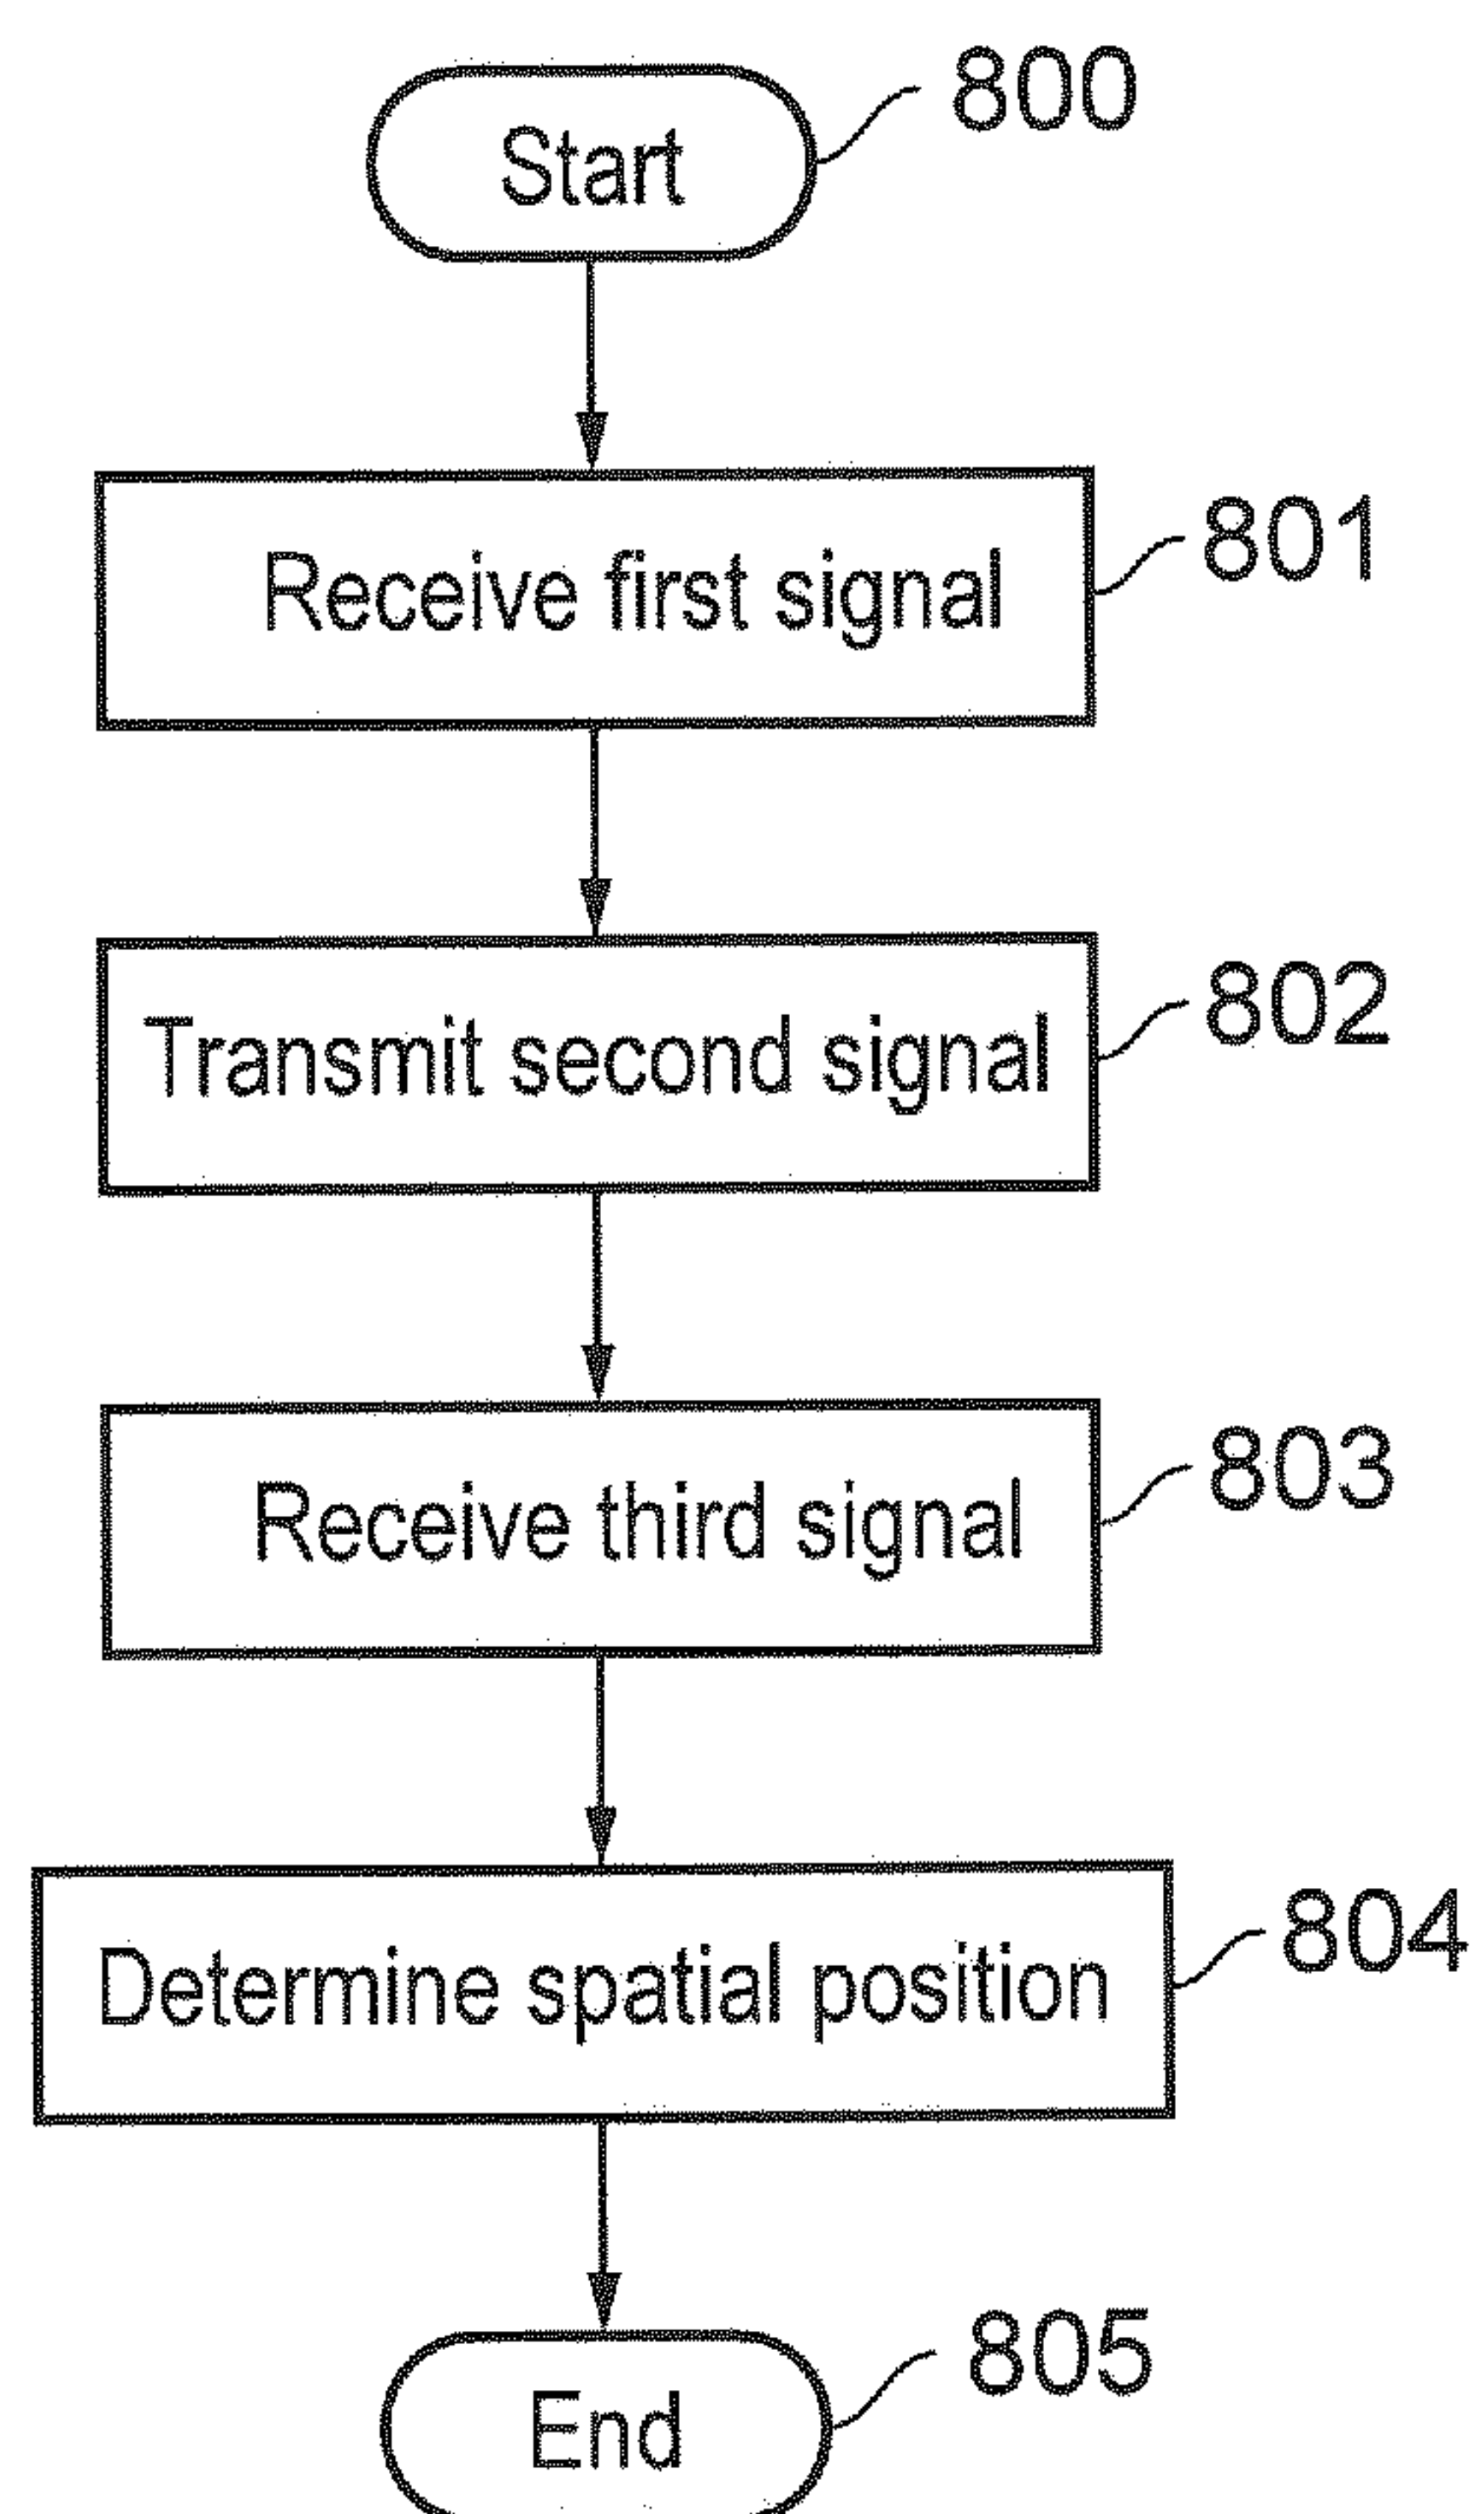 800
Start
801
Receive first signal
802
Transmit second signal
803
Receive third signal
804
Determine spatial position
805
End